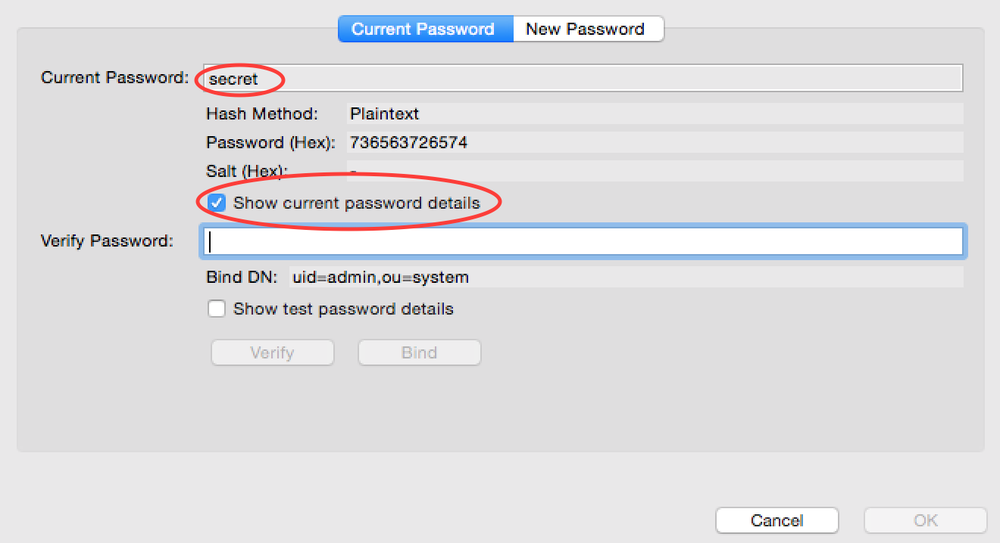 Current Password New Password
Current Password: secret
Hash Method: Plaintext
Password (Hex): 736563726574
Salt (Hex): -
Show current password details
Verify Password:
Bind DN: uid=admin,ou=system
Show test password details
Verify Bind
Cancel OK